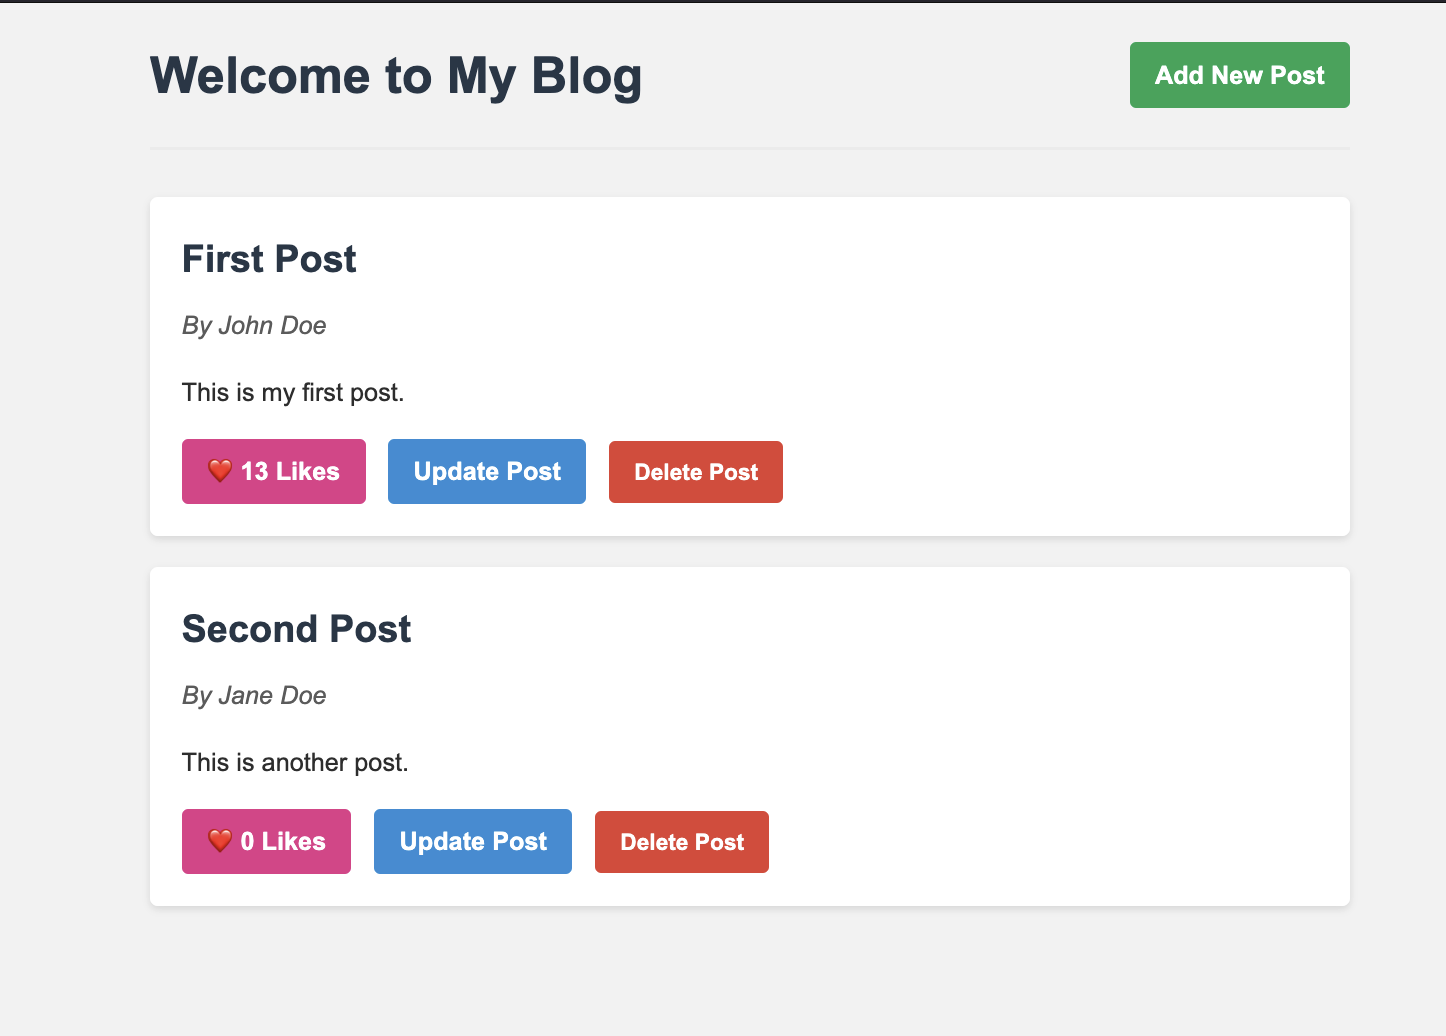 Welcome to My Blog
Add New Post
First Post
By John Doe
This is my first post.
❤️ 13 Likes
Update Post
Delete Post
Second Post
By Jane Doe
This is another post.
❤️ 0 Likes
Update Post
Delete Post